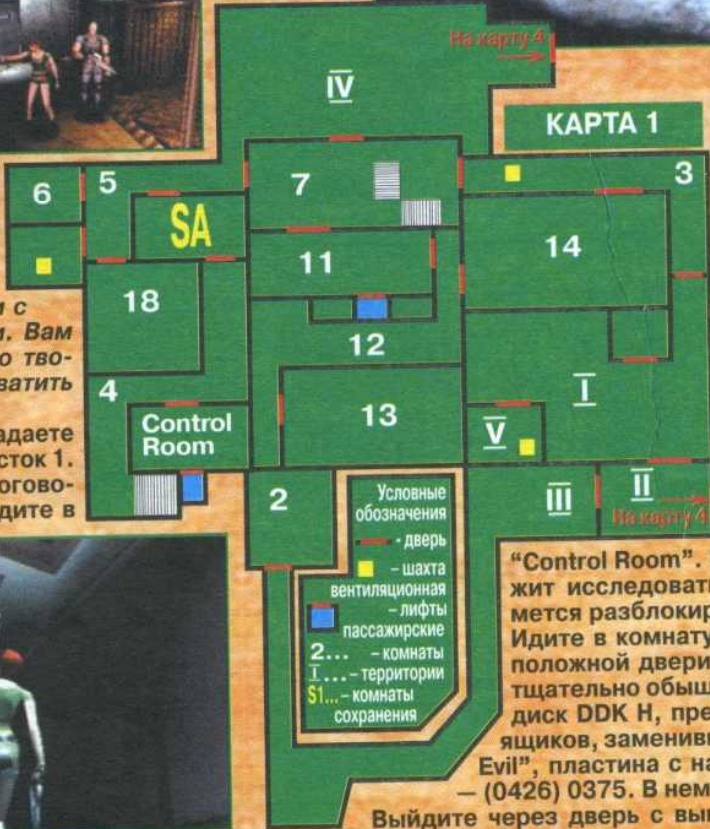 На карту 4
IV
КАРТА 1
6
5
7
3
SA
11
14
18
12
4
I
Control
Room
13
V
2
III
II
На карту 4
Условные
обозначения
- дверь
- шахта
вентиляционная
- лифты
пассажирские
2... - комнаты
I... - территории
S1... - комнаты
сохранения
и с
и. Вам
о тво-
ватить
адаете
сток 1.
огово-
дите в
“Control Room”.
жит исследовать
мется разблокир
Идите в комнату
положной двери
тщательно обыщ
диск DDK H, пре
ящиков, заменивш
Evil”, пластина с на
— (0426) 0375. В нем
Выйдите через дверь с вы